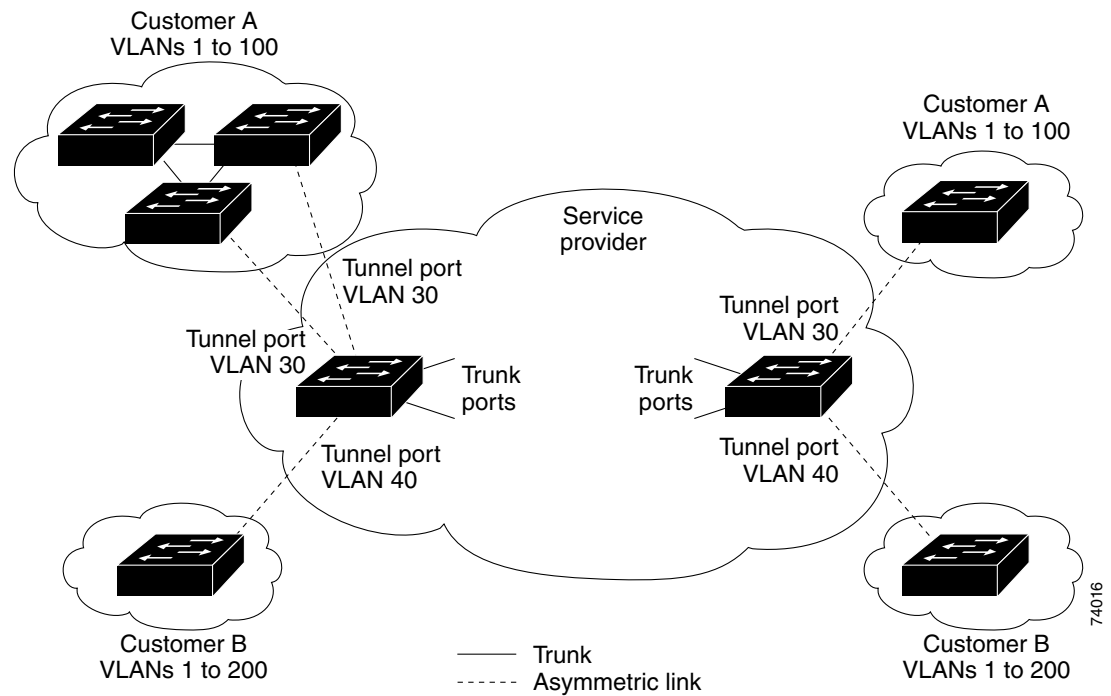 Customer A
VLANs 1 to 100
Customer A
VLANs 1 to 100
Service
provider
Tunnel port
VLAN 30
Tunnel port
VLAN 30
Tunnel port
VLAN 30
Trunk
ports
Trunk
ports
Tunnel port
VLAN 40
Tunnel port
VLAN 40
Customer B
VLANs 1 to 200
Customer B
VLANs 1 to 200
74016
Trunk
Asymmetric link